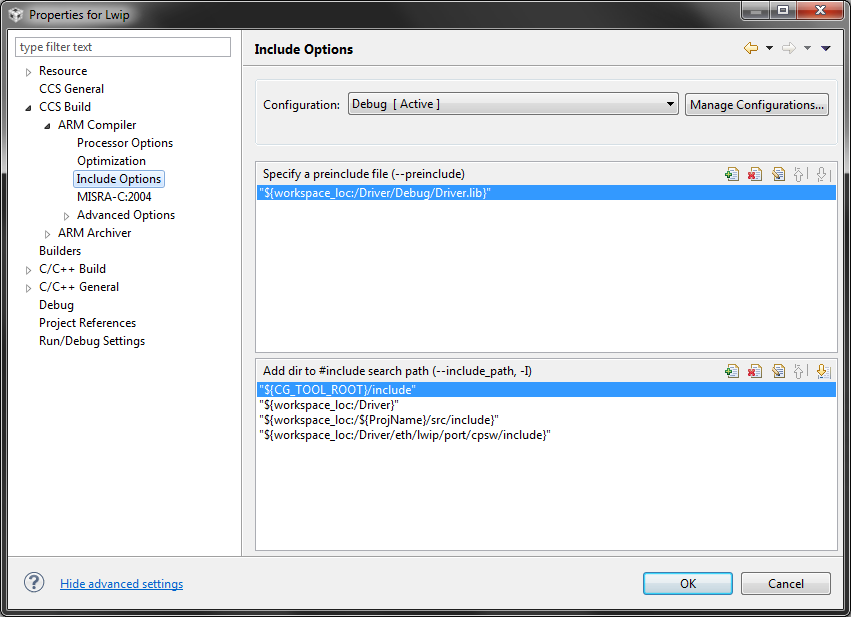 Properties for Lwip
type filter text
Resource
CCS General
CCS Build
ARM Compiler
Processor Options
Optimization
Include Options
MISRA-C:2004
Advanced Options
ARM Archiver
Builders
C/C++ Build
C/C++ General
Debug
Project References
Run/Debug Settings
Include Options
Configuration:
Debug [ Active ]
Manage Configurations...
Specify a preinclude file (--preinclude)
"${workspace_loc:/Driver/Debug/Driver.lib}"
Add dir to #include search path (--include_path, -I)
"${CG_TOOL_ROOT}/include"
"${workspace_loc:/Driver}"
"${workspace_loc:/${ProjName}/src/include}"
"${workspace_loc:/Driver/eth/lwip/port/cpsw/include}"
?
Hide advanced settings
OK
Cancel